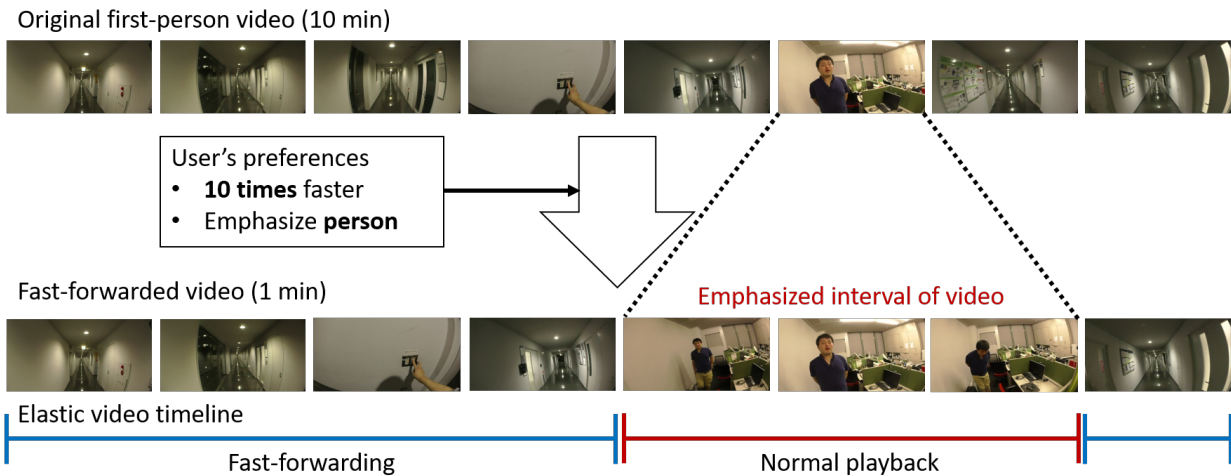 Original first-person video (10 min)
User's preferences
• 10 times faster
• Emphasize person
Fast-forwarded video (1 min)
Emphasized interval of video
Elastic video timeline
Fast-forwarding
Normal playback